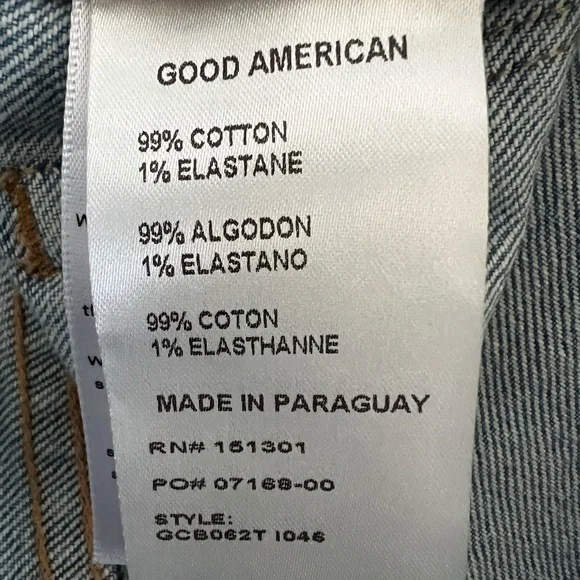 GOOD AMERICAN
99% COTTON
1% ELASTANE
99% ALGODON
1% ELASTANO
99% COTON
1% ELASTHANNE
MADE IN PARAGUAY
RN# 151301
PO# 07168-00
STYLE:
GCB062T I046